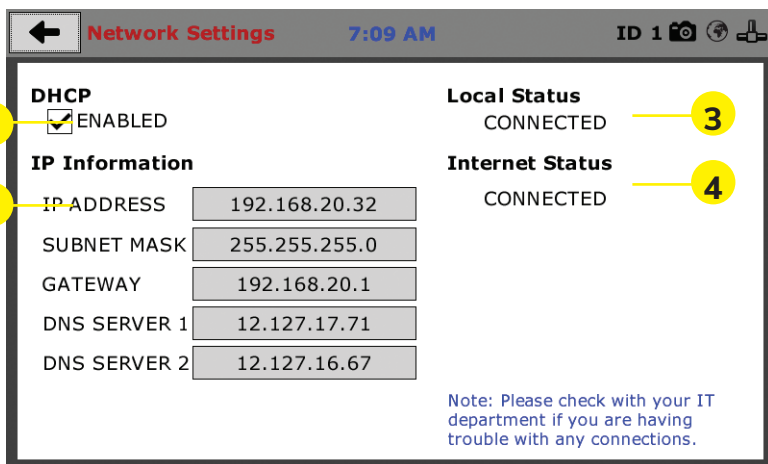 Network Settings 7:09 AM ID 1
DHCP
ENABLED
IP Information
IP ADDRESS 192.168.20.32
SUBNET MASK 255.255.255.0
GATEWAY 192.168.20.1
DNS SERVER 1 12.127.17.71
DNS SERVER 2 12.127.16.67
Local Status
CONNECTED
3
Internet Status
CONNECTED
4
Note: Please check with your IT
department if you are having
trouble with any connections.